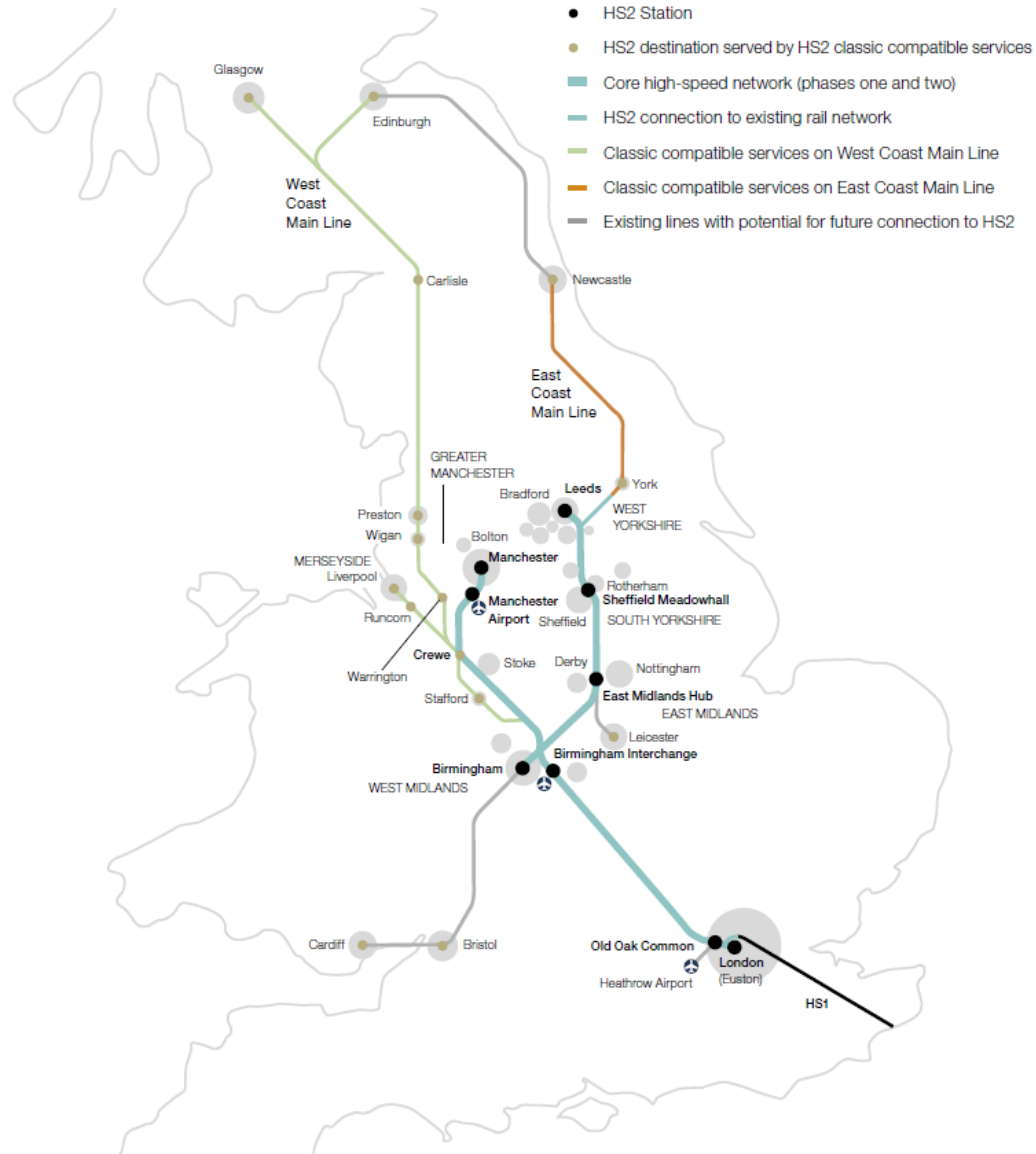 HS2 Station
HS2 destination served by HS2 classic compatible services
Core high-speed network (phases one and two)
HS2 connection to existing rail network
Classic compatible services on West Coast Main Line
Classic compatible services on East Coast Main Line
Existing lines with potential for future connection to HS2
Glasgow
Edinburgh
West
Coast
Main Line
Carlisle
Newcastle
East
Coast
Main Line
GREATER
MANCHESTER
Leeds
York
Bradford
WEST
YORKSHIRE
Preston
Wigan
Bolton
Manchester
MERSEYSIDE
Liverpool
Rotherham
Manchester
Airport
Sheffield Meadowhall
Runcorn
Sheffield
SOUTH YORKSHIRE
Crewe
Stoke
Derby
Nottingham
Warrington
Stafford
East Midlands Hub
EAST MIDLANDS
Leicester
Birmingham Interchange
Birmingham
WEST MIDLANDS
Cardiff
Bristol
Old Oak Common
London
(Euston)
Heathrow Airport
HS1